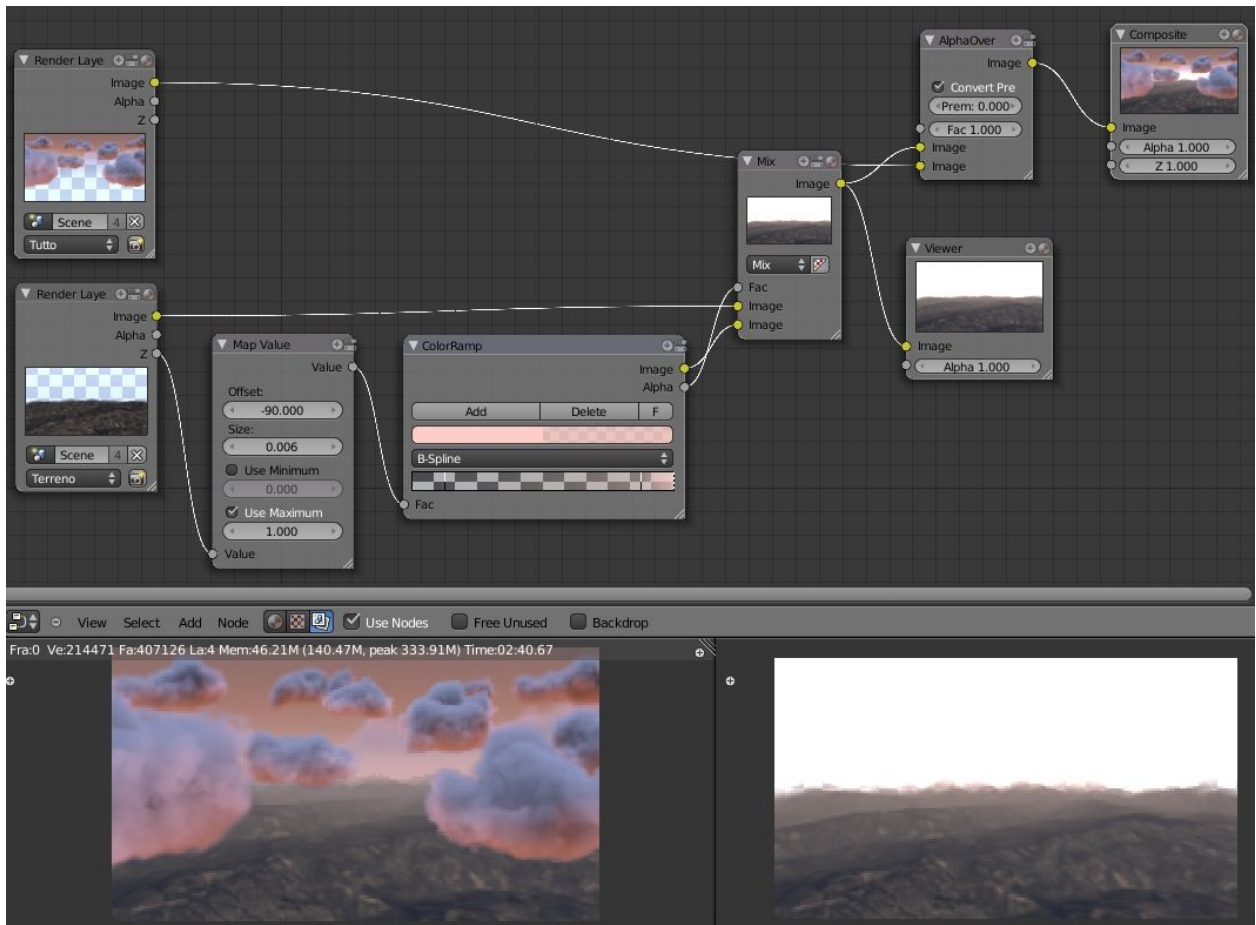 Render Laye
Image
Alpha
Z
Scene 4
Tutto
Render Laye
Image
Alpha
Z
Scene 4
Terreno
Map Value
Value
Offset:
-90.000
Size:
0.006
Use Minimum
0.000
Use Maximum
1.000
Value
ColorRamp
Image
Alpha
Add Delete F
B-Spline
Fac
Mix
Image
Mix
Fac
Image
Image
AlphaOver
Image
Convert Pre
Prem: 0.000
Fac 1.000
Image
Image
Composite
Image
Alpha 1.000
Z 1.000
Viewer
Image
Alpha 1.000
View Select Add Node Use Nodes Free Unused Backdrop
Fra:0 Ve:214471 Fa:407126 La:4 Mem:46.21M (140.47M, peak 333.91M) Time:02:40.67